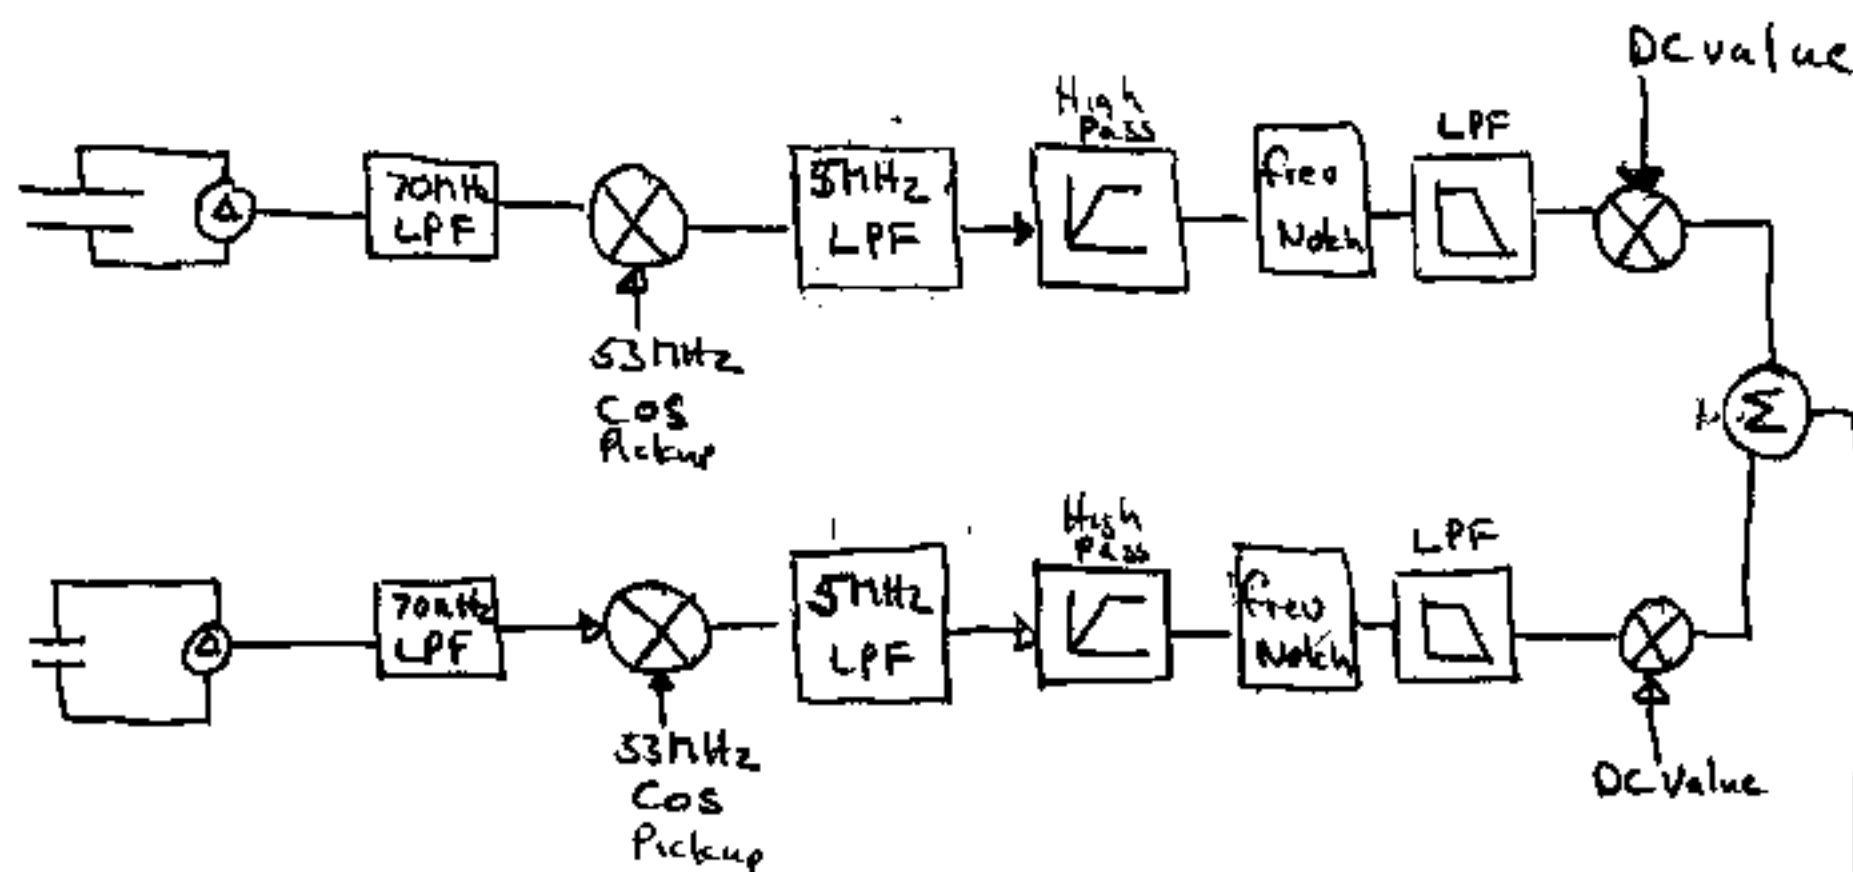 DC value
High
Pass
LPF
70MHz
LPF
5MHz
LPF
freq
Notch
53MHz
Cos
Pickup
Σ
High
Pass
LPF
70MHz
LPF
5MHz
LPF
freq
Notch
53MHz
Cos
Pickup
DC Value